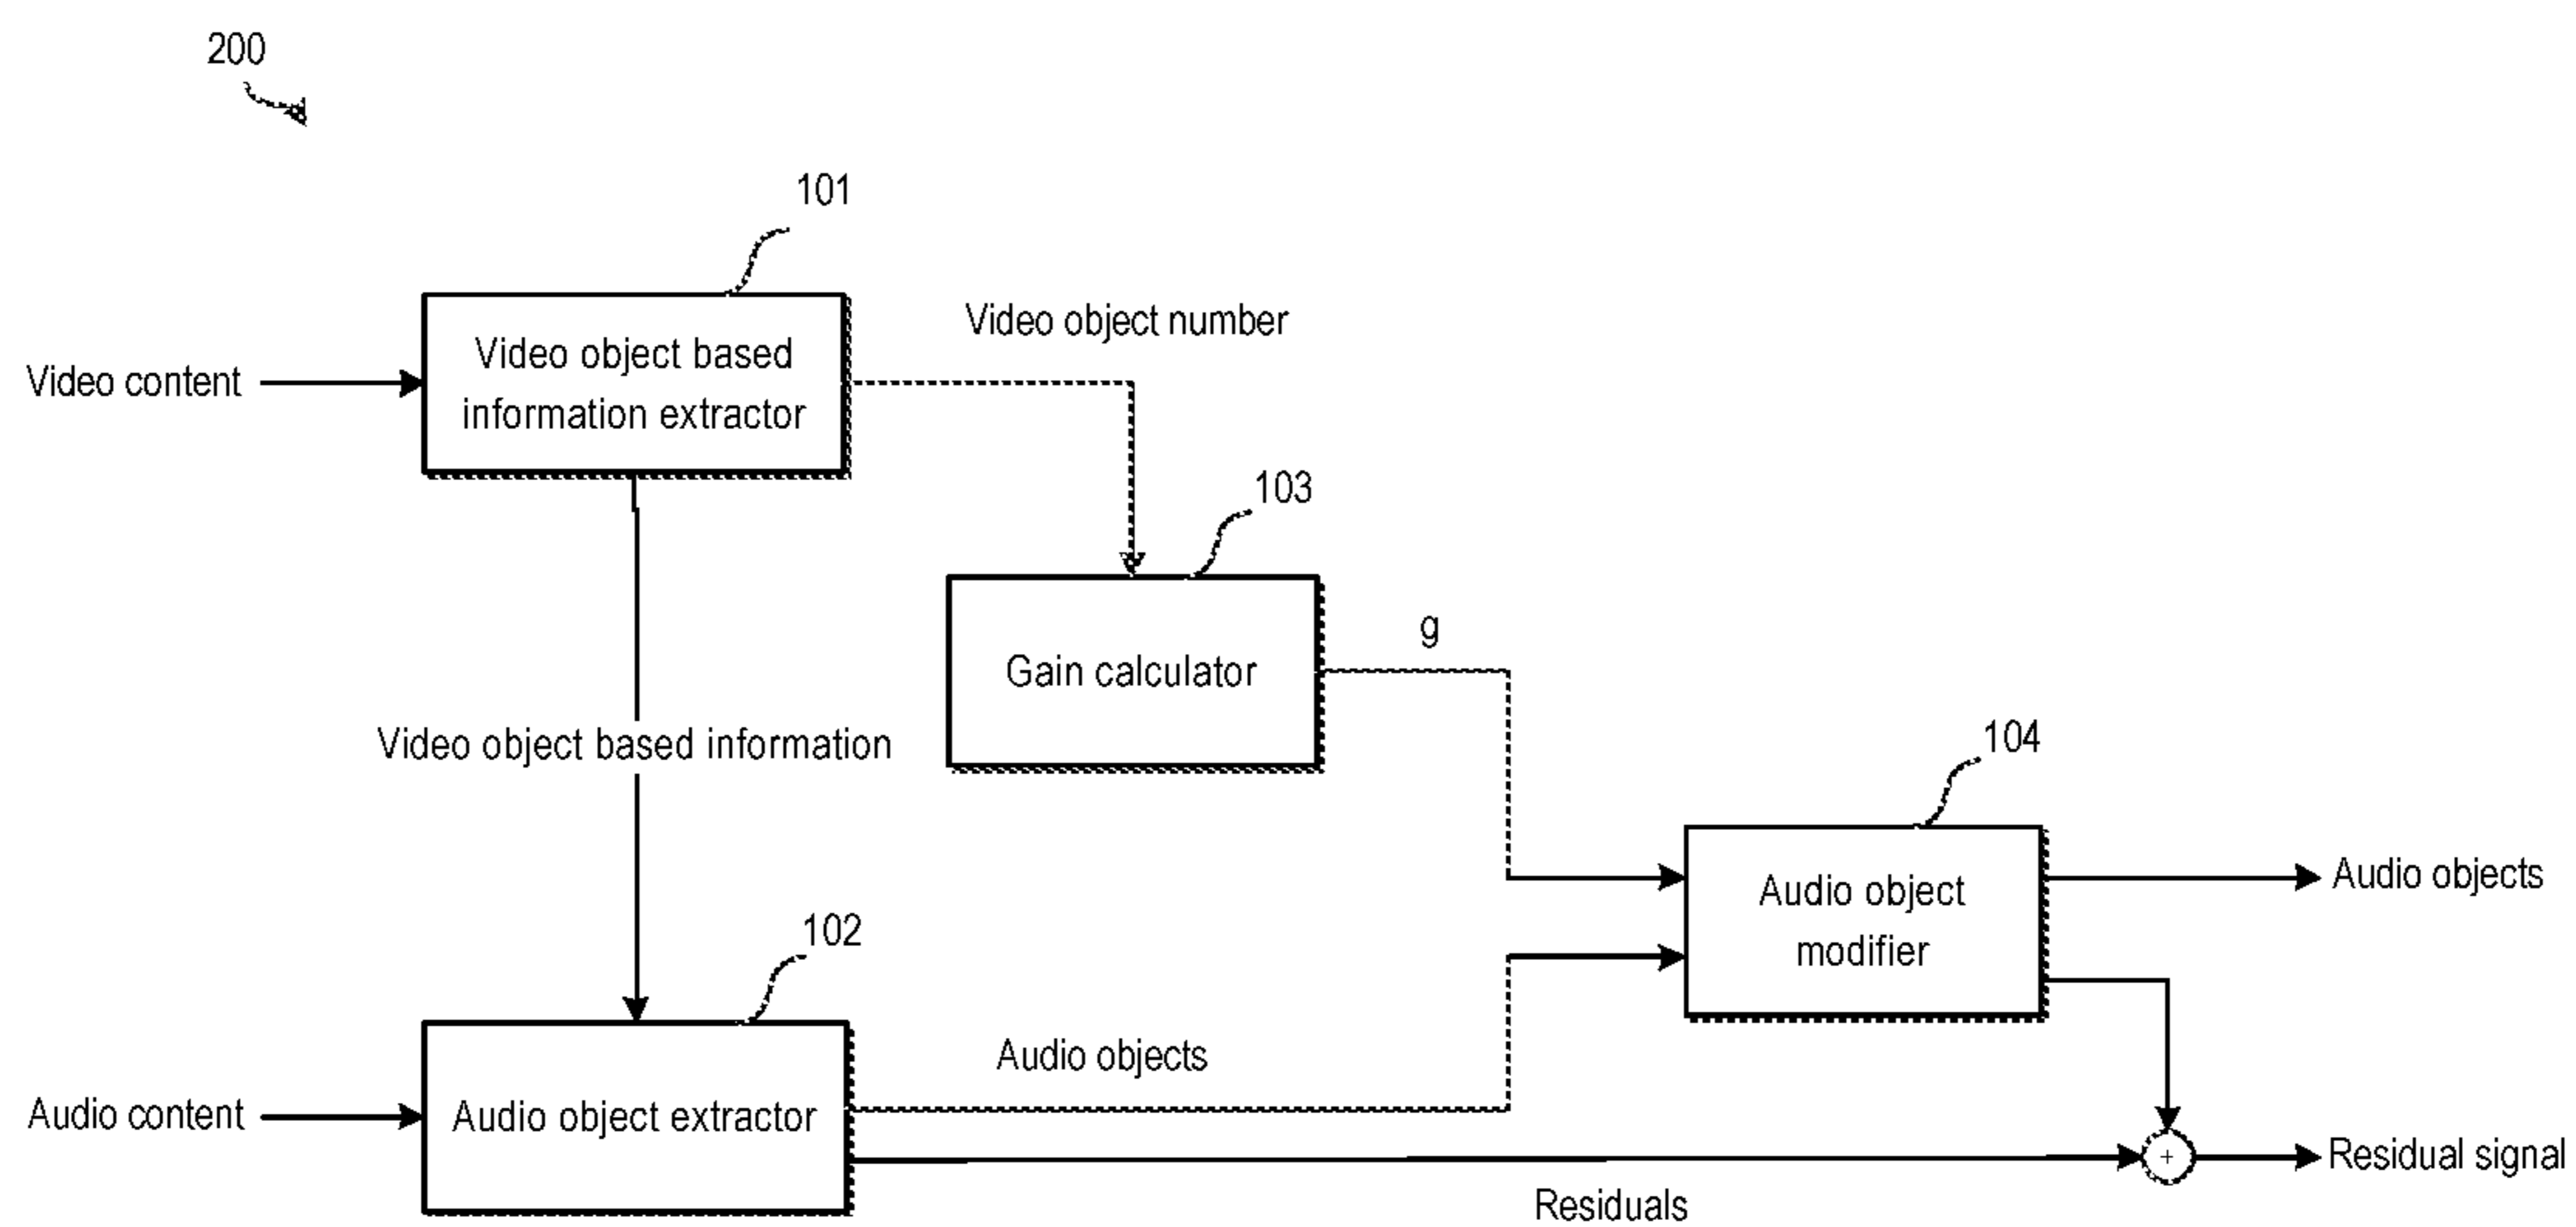 200
101
Video object based
information extractor
Video object number
Video content
103
Gain calculator
g
Video object based information
104
Audio object
modifier
Audio objects
102
Audio objects
Audio content
Audio object extractor
+
Residual signal
Residuals